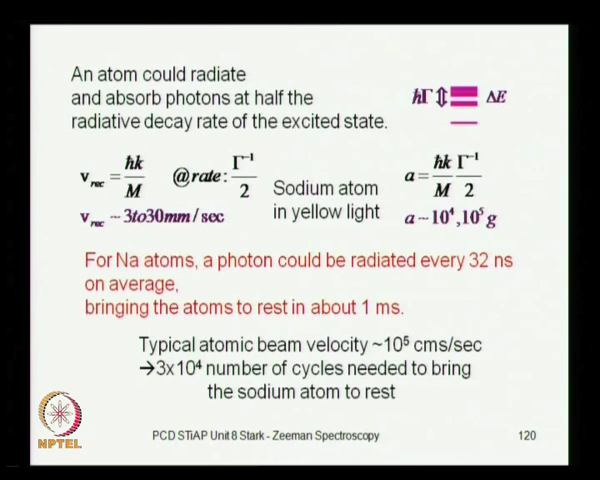 An atom could radiate
and absorb photons at half the
radiative decay rate of the excited state.
ħΓ⇕ ΔE
v_rec = ħk/M @rate: Γ⁻¹/2
v_rec ~ 3to30mm/sec
Sodium atom
in yellow light
a = ħk/M Γ⁻¹/2
a ~ 10⁴,10⁵ g
For Na atoms, a photon could be radiated every 32 ns
on average,
bringing the atoms to rest in about 1 ms.
Typical atomic beam velocity ~10⁵ cms/sec
→3x10⁴ number of cycles needed to bring
the sodium atom to rest
NPTEL
PCD STiAP Unit 8 Stark - Zeeman Spectroscopy
120